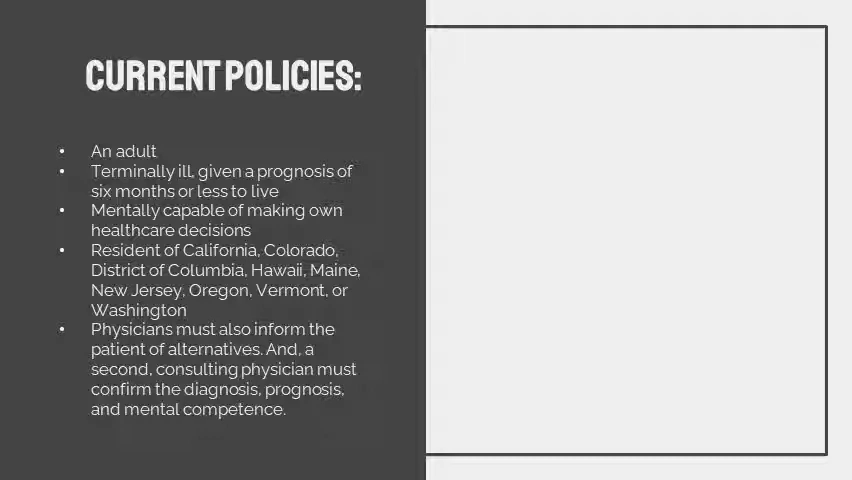 CURRENT POLICIES:
• An adult
• Terminally ill, given a prognosis of
six months or less to live
• Mentally capable of making own
healthcare decisions
• Resident of California, Colorado,
District of Columbia, Hawaii, Maine,
New Jersey, Oregon, Vermont, or
Washington
• Physicians must also inform the
patient of alternatives. And, a
second, consulting physician must
confirm the diagnosis, prognosis,
and mental competence.